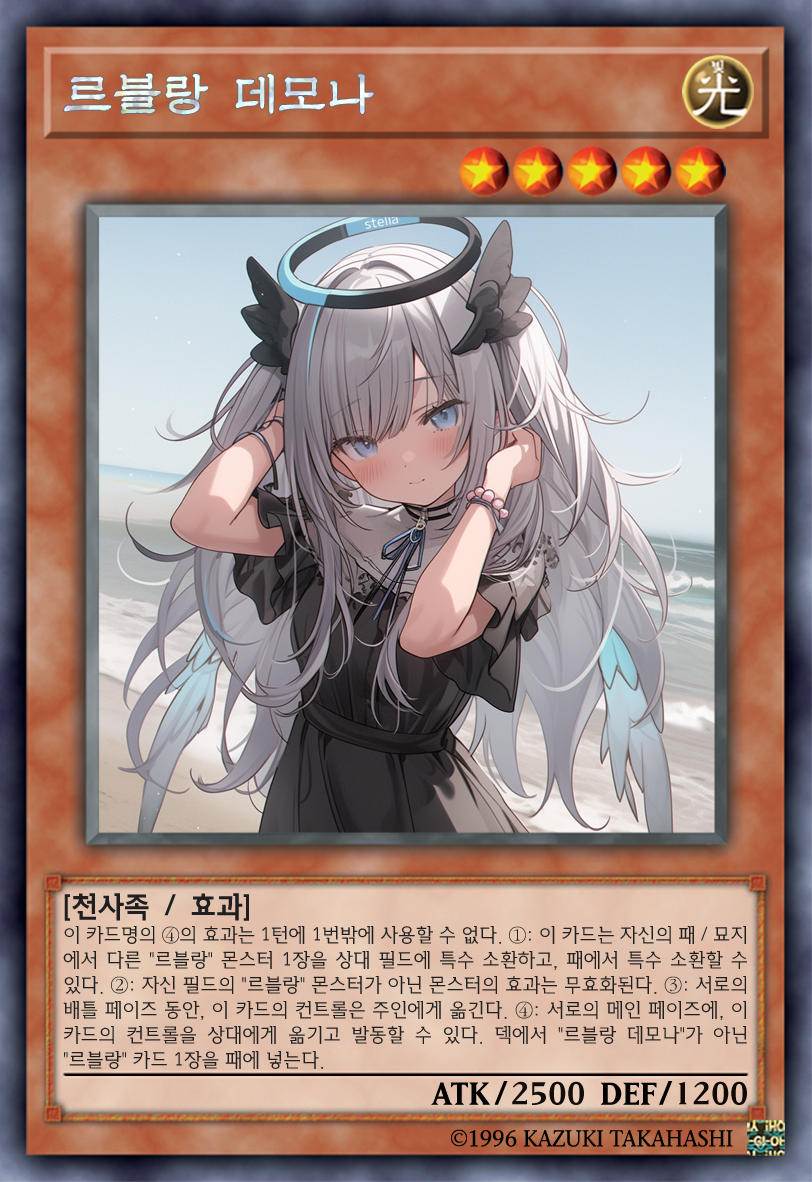 르블랑 데모나
빛
光
stella
[천사족 / 효과]
이 카드명의 ④의 효과는 1턴에 1번밖에 사용할 수 없다. ①: 이 카드는 자신의 패 / 묘지
에서 다른 "르블랑" 몬스터 1장을 상대 필드에 특수 소환하고, 패에서 특수 소환할 수
있다. ②: 자신 필드의 "르블랑" 몬스터가 아닌 몬스터의 효과는 무효화된다. ③: 서로의
배틀 페이즈 동안, 이 카드의 컨트롤은 주인에게 옮긴다. ④: 서로의 메인 페이즈에, 이
카드의 컨트롤을 상대에게 옮기고 발동할 수 있다. 덱에서 "르블랑 데모나"가 아닌
"르블랑" 카드 1장을 패에 넣는다.
ATK/2500 DEF/1200
©1996 KAZUKI TAKAHASHI